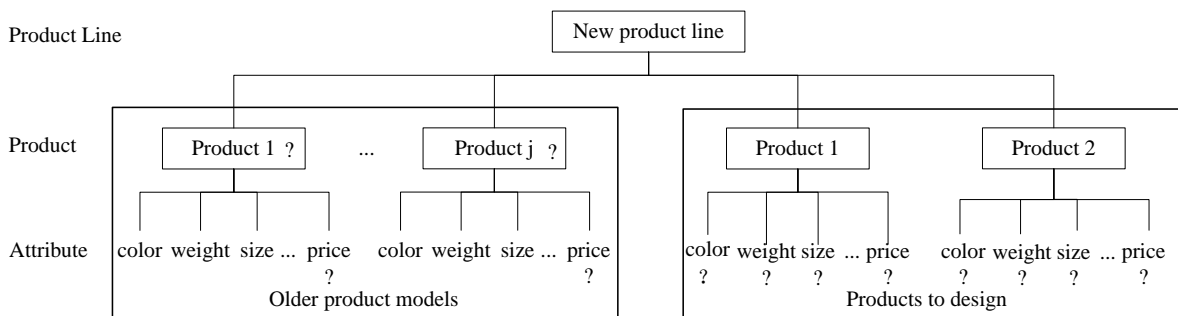 Product Line
New product line
Product
Product 1 ?
...
Product j ?
Product 1
Product 2
Attribute
color weight size ... price
?
color weight size ... price
?
color weight size ... price
? ? ? ?
color weight size ... price
? ? ? ?
Older product models
Products to design